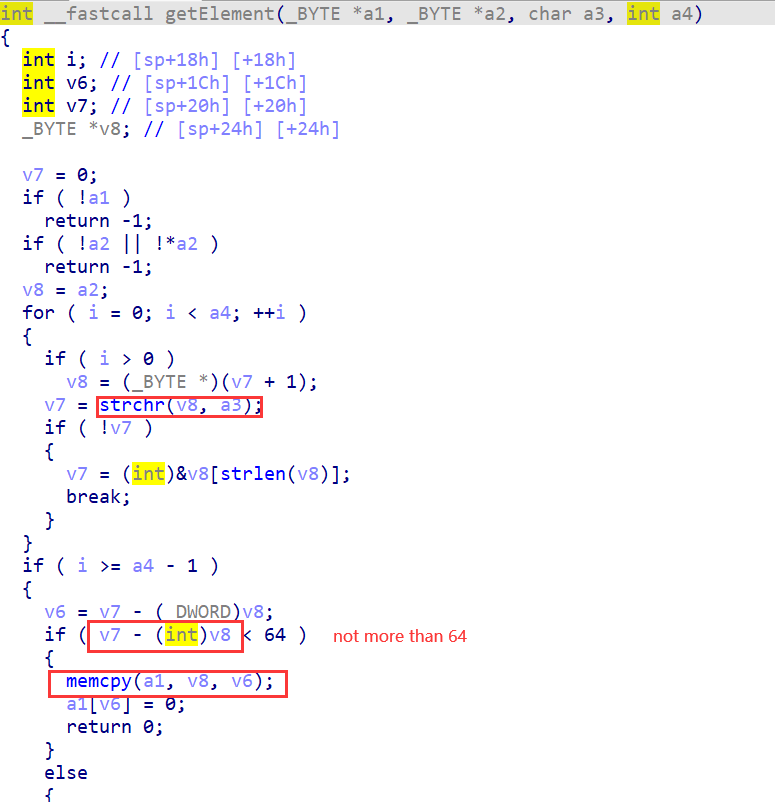 int __fastcall getElement(_BYTE *a1, _BYTE *a2, char a3, int a4)
{
  int i; // [sp+18h] [+18h]
  int v6; // [sp+1Ch] [+1Ch]
  int v7; // [sp+20h] [+20h]
  _BYTE *v8; // [sp+24h] [+24h]
  v7 = 0;
  if ( !a1 )
    return -1;
  if ( !a2 || !*a2 )
    return -1;
  v8 = a2;
  for ( i = 0; i < a4; ++i )
  {
    if ( i > 0 )
      v8 = (_BYTE *)(v7 + 1);
    v7 = strchr(v8, a3);
    if ( !v7 )
    {
      v7 = (int)&v8[strlen(v8)];
      break;
    }
  }
  if ( i >= a4 - 1 )
  {
    v6 = v7 - (_DWORD)v8;
    if ( v7 - (int)v8 < 64 ) not more than 64
    {
      memcpy(a1, v8, v6);
      a1[v6] = 0;
      return 0;
    }
    else
    {